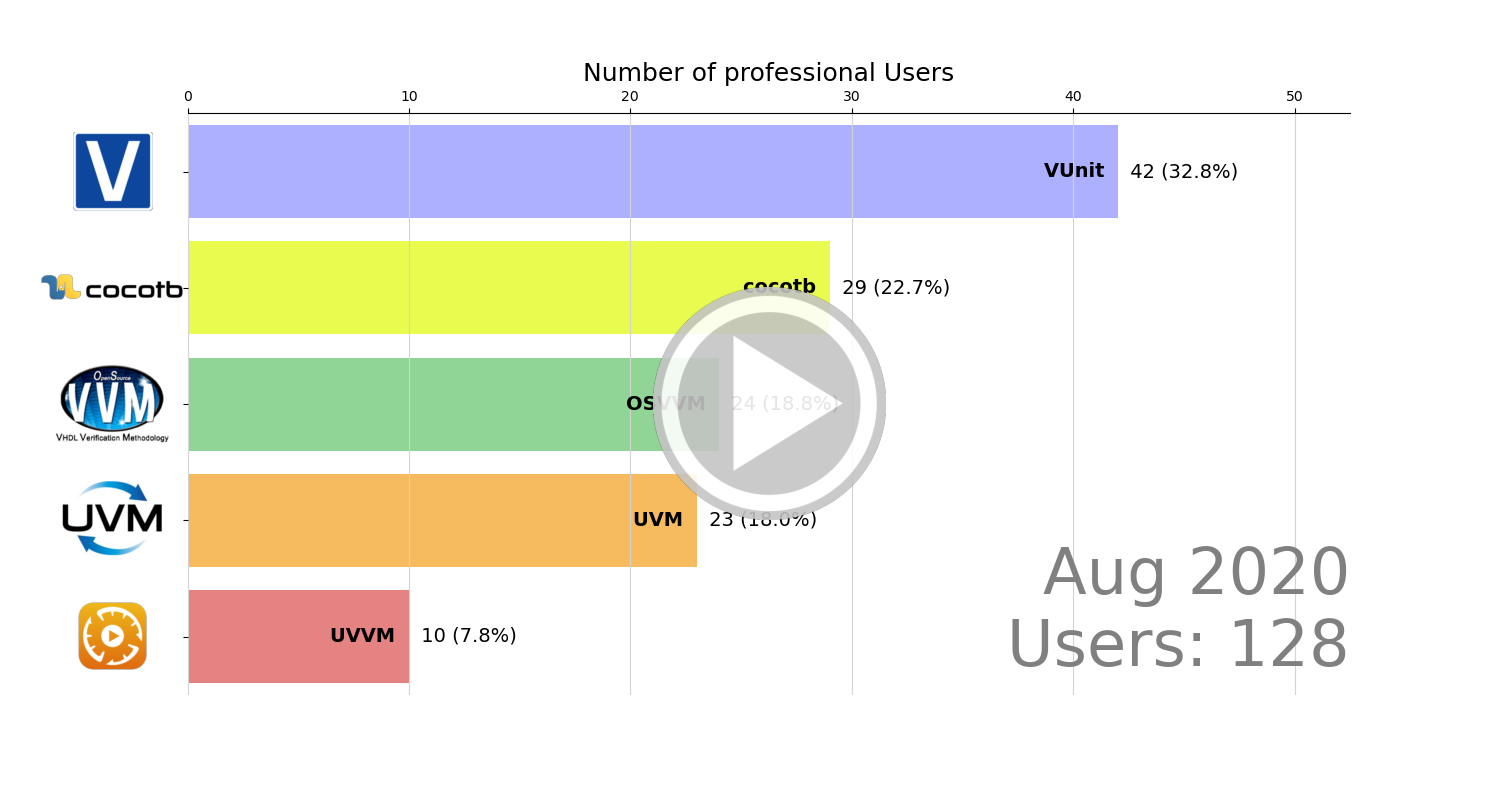 Number of professional Users
0 10 20 30 40 50
V
VUnit 42 (32.8%)
cocotb
cocotb 29 (22.7%)
OpenSource
VVM
VHDL Verification Methodology
OSVVM 24 (18.8%)
UVM
UVM 23 (18.0%)
UVVM 10 (7.8%)
Aug 2020
Users: 128